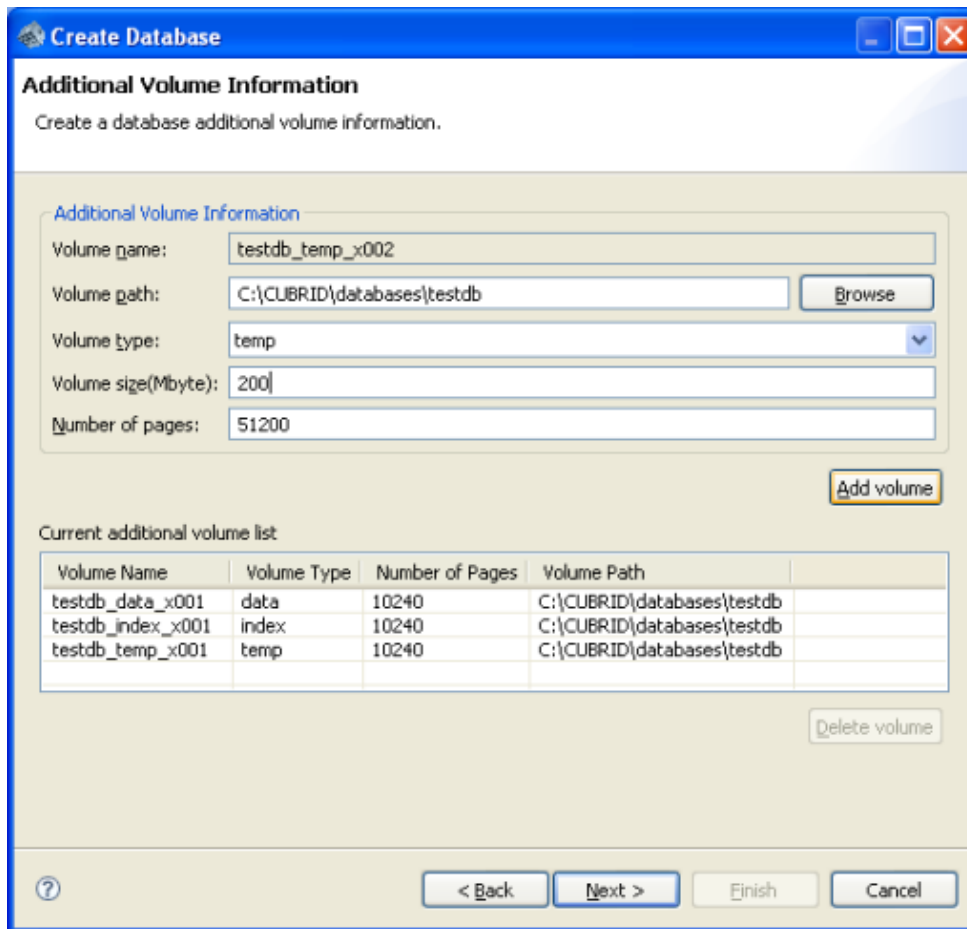 Create Database
Additional Volume Information
Create a database additional volume information.
Additional Volume Information
Volume name: testdb_temp_x002
Volume path: C:\CUBRID\databases\testdb Browse
Volume type: temp
Volume size(Mbyte): 200
Number of pages: 51200
Add volume
Current additional volume list
Volume Name Volume Type Number of Pages Volume Path
testdb_data_x001 data 10240 C:\CUBRID\databases\testdb
testdb_index_x001 index 10240 C:\CUBRID\databases\testdb
testdb_temp_x001 temp 10240 C:\CUBRID\databases\testdb
Delete volume
? < Back Next > Finish Cancel